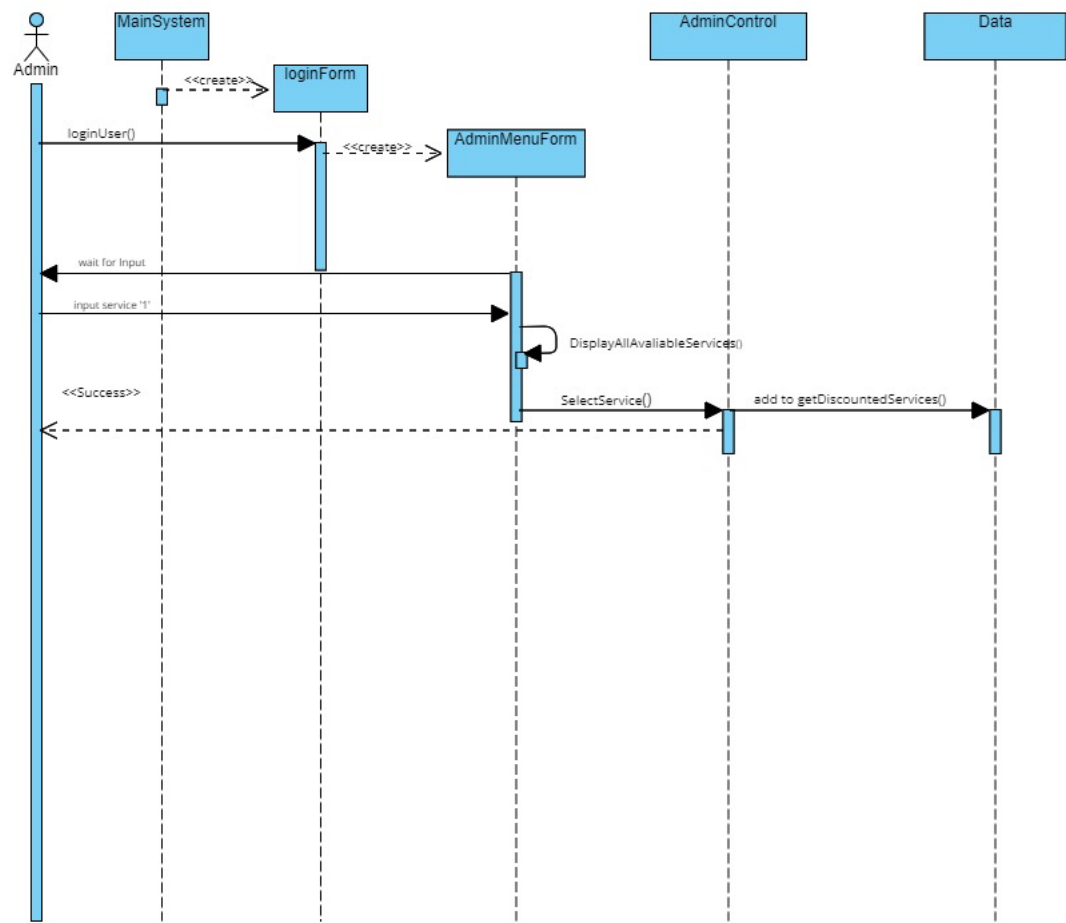 MainSystem
AdminControl
Data
Admin
<<create>>
loginForm
loginUser()
<<create>>
AdminMenuForm
wait for Input
input service '1'
DisplayAllAvaliableServices()
<<Success>>
SelectService()
add to getDiscountedServices()